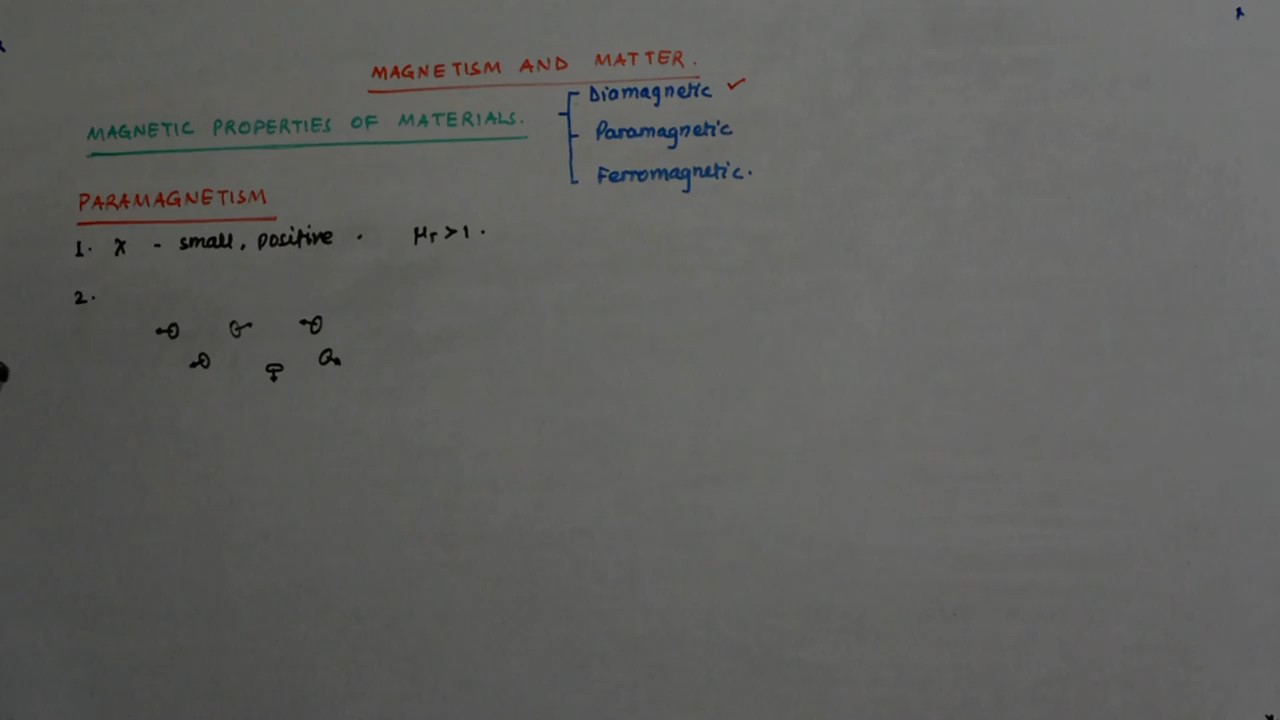 MAGNETISM AND MATTER.
MAGNETIC PROPERTIES OF MATERIALS.
Diamagnetic ✓
Paramagnetic
Ferromagnetic.
PARAMAGNETISM
1. χ - small, positive . μr > 1 .
2.